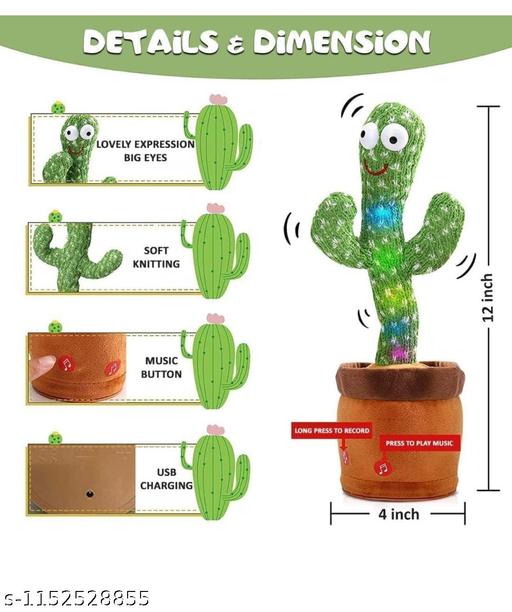 DETAILS & DIMENSION
LOVELY EXPRESSION
BIG EYES
SOFT
KNITTING
MUSIC
BUTTON
USB
CHARGING
LONG PRESS TO RECORD
PRESS TO PLAY MUSIC
12 inch
4 inch
s-1152528855